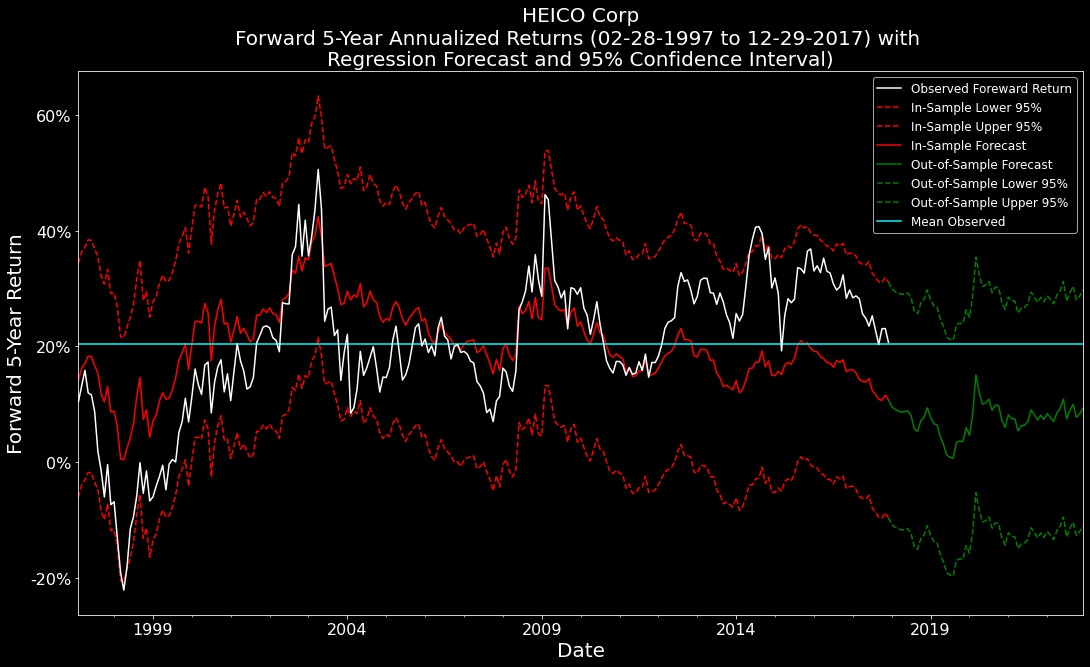 HEICO Corp
Forward 5-Year Annualized Returns (02-28-1997 to 12-29-2017) with
Regression Forecast and 95% Confidence Interval)
Observed Foreward Return
In-Sample Lower 95%
In-Sample Upper 95%
In-Sample Forecast
Out-of-Sample Forecast
Out-of-Sample Lower 95%
Out-of-Sample Upper 95%
Mean Observed
Forward 5-Year Return
60%
40%
20%
0%
-20%
1999
2004
2009
2014
2019
Date